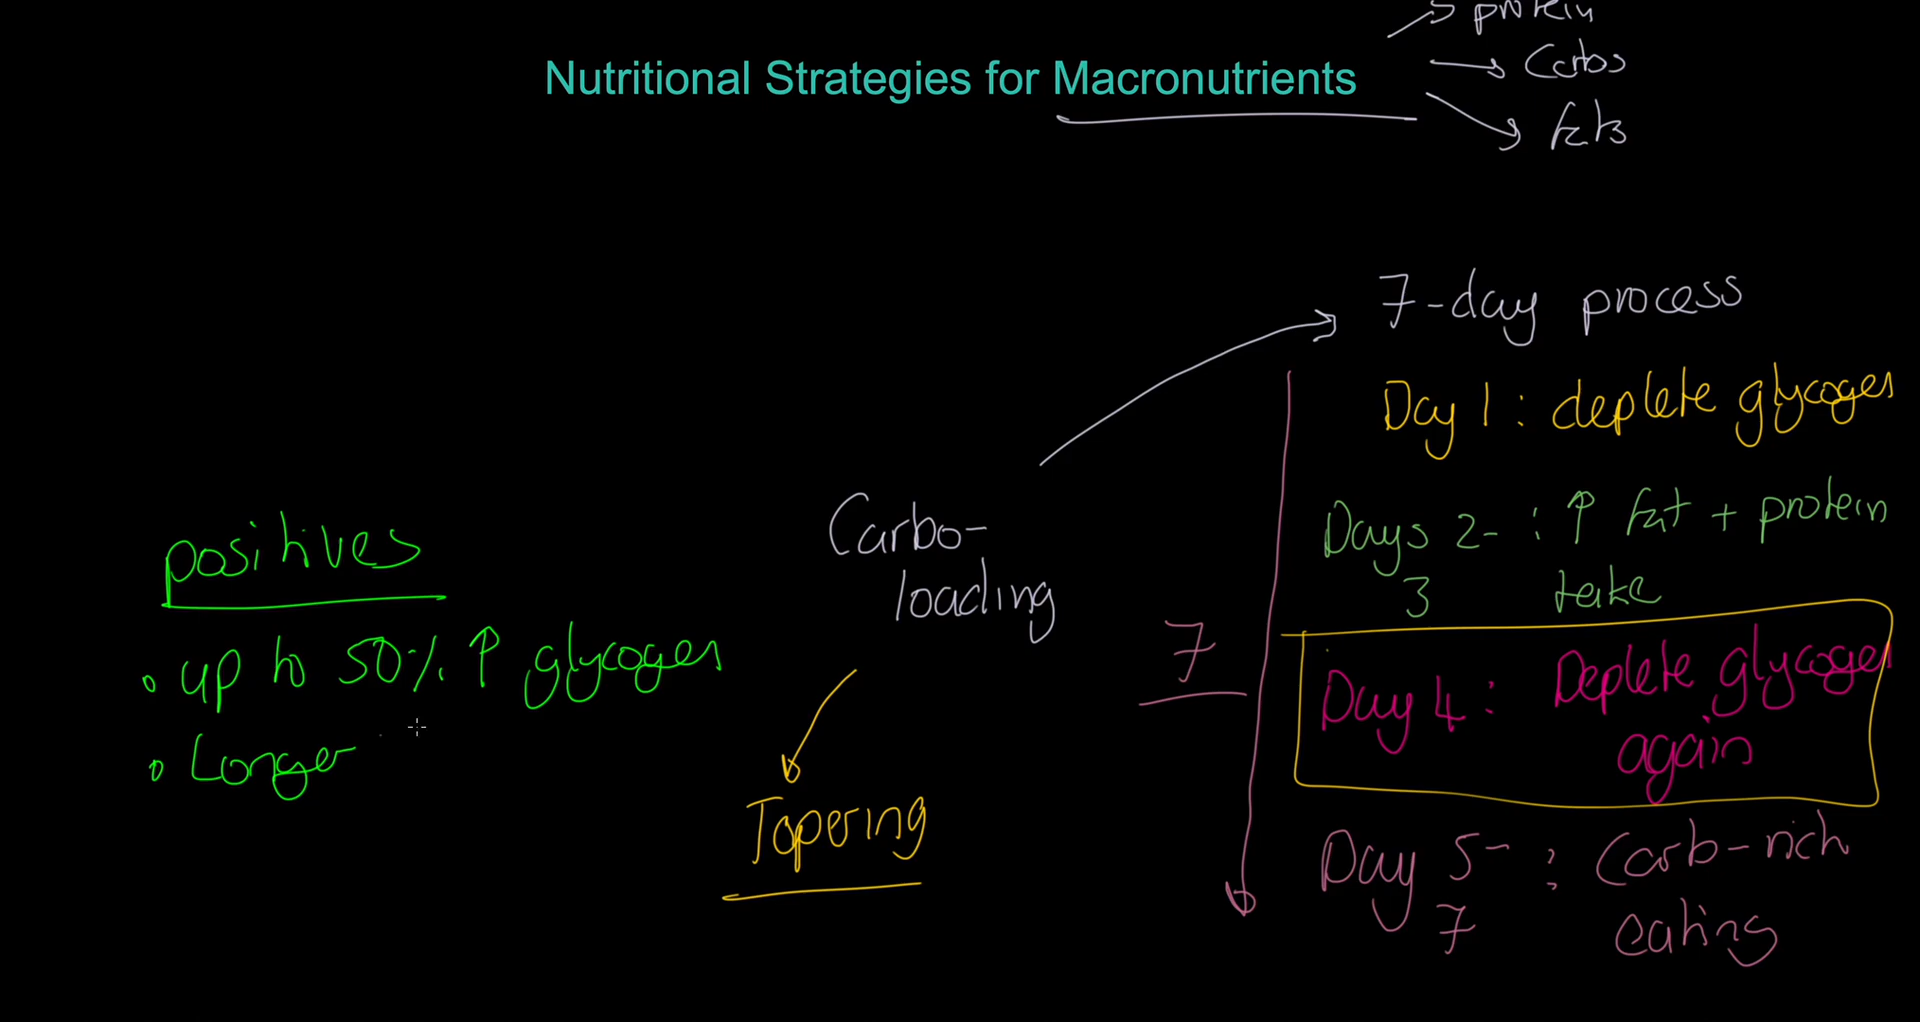 protein
Nutritional Strategies for Macronutrients
Carbs
fats
7-day process
Day 1 : deplete glycogen
Carbo-
loading
Days 2- : ↑ fat + protein
3 take
positives
• up to 50% ↑ glycogen
• Longer
7
Day 4 : Deplete glycogen
again
Tapering
Day 5- : Carb-rich
7 eating